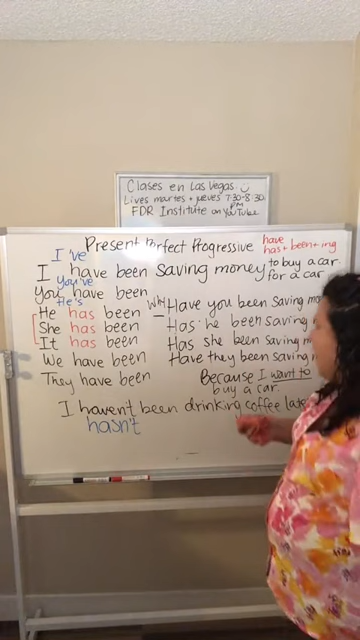 Clases en Las Vegas
Lives martes + jueves 7:30-8:30 PM
FDR Institute on YouTube
Present Perfect Progressive
have
has + been + ing
I've
I have been saving money to buy a car.
for a car
You've
You have been
He's
He has been
She has been
It has been
We have been
They have been
Why Have you been saving
Has he been saving
Has she been saving
Have they been saving
Because I want to
buy a car.
I haven't been drinking coffee late
hasn't